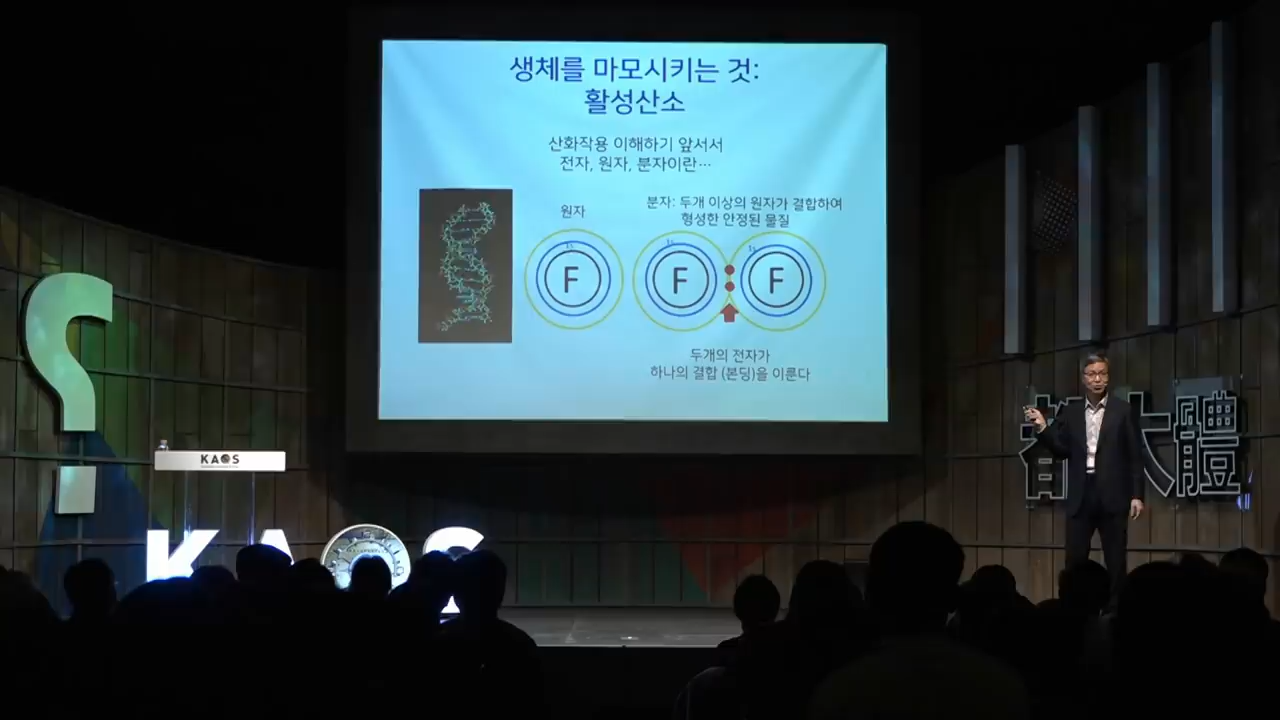 생체를 마모시키는 것:
활성산소
산화작용 이해하기 앞서서
전자, 원자, 분자이란…
원자
분자: 두개 이상의 원자가 결합하여
형성한 안정된 물질
F
F
F
두개의 전자가
하나의 결합 (본딩)을 이룬다
?
KAOS
KAOS
都大體